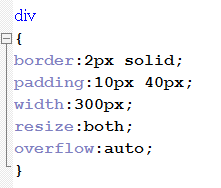 div
{
border:2px solid;
padding:10px 40px;
width:300px;
resize:both;
overflow:auto;
}